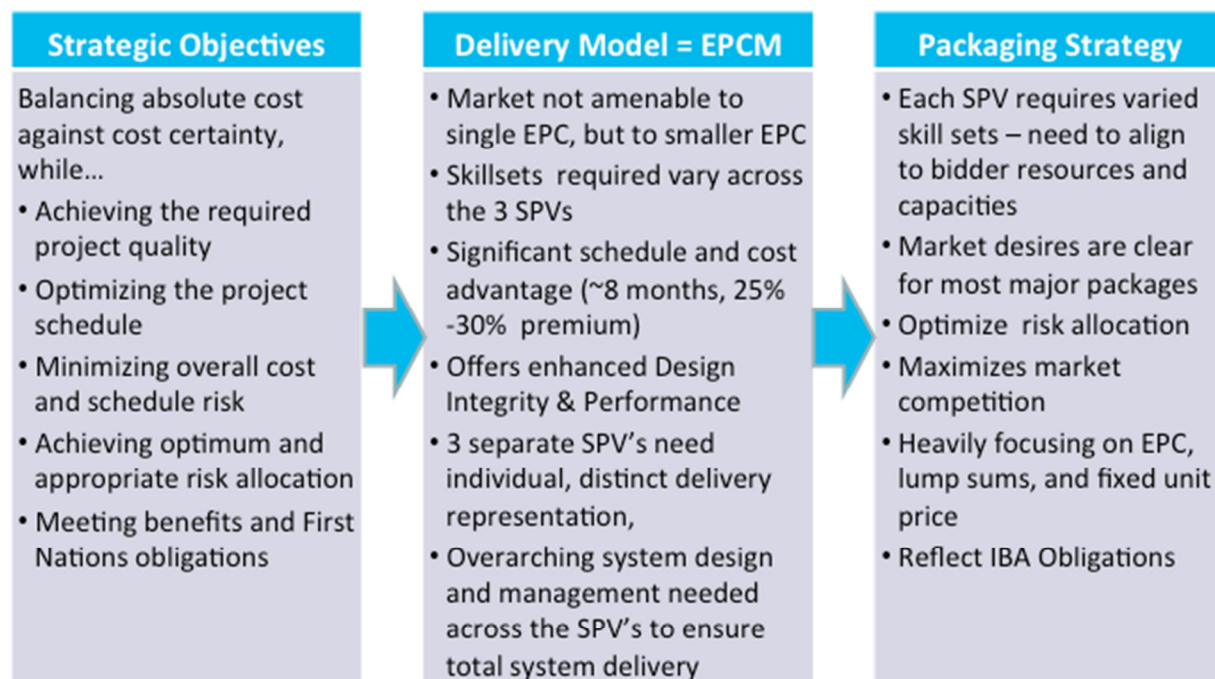 Strategic Objectives
Balancing absolute cost
against cost certainty,
while...
• Achieving the required
project quality
• Optimizing the project
schedule
• Minimizing overall cost
and schedule risk
• Achieving optimum and
appropriate risk allocation
• Meeting benefits and First
Nations obligations
Delivery Model = EPCM
• Market not amenable to
single EPC, but to smaller EPC
• Skillsets required vary across
the 3 SPVs
• Significant schedule and cost
advantage (~8 months, 25%
-30% premium)
• Offers enhanced Design
Integrity & Performance
• 3 separate SPV's need
individual, distinct delivery
representation,
• Overarching system design
and management needed
across the SPV's to ensure
total system delivery
Packaging Strategy
• Each SPV requires varied
skill sets – need to align
to bidder resources and
capacities
• Market desires are clear
for most major packages
• Optimize risk allocation
• Maximizes market
competition
• Heavily focusing on EPC,
lump sums, and fixed unit
price
• Reflect IBA Obligations